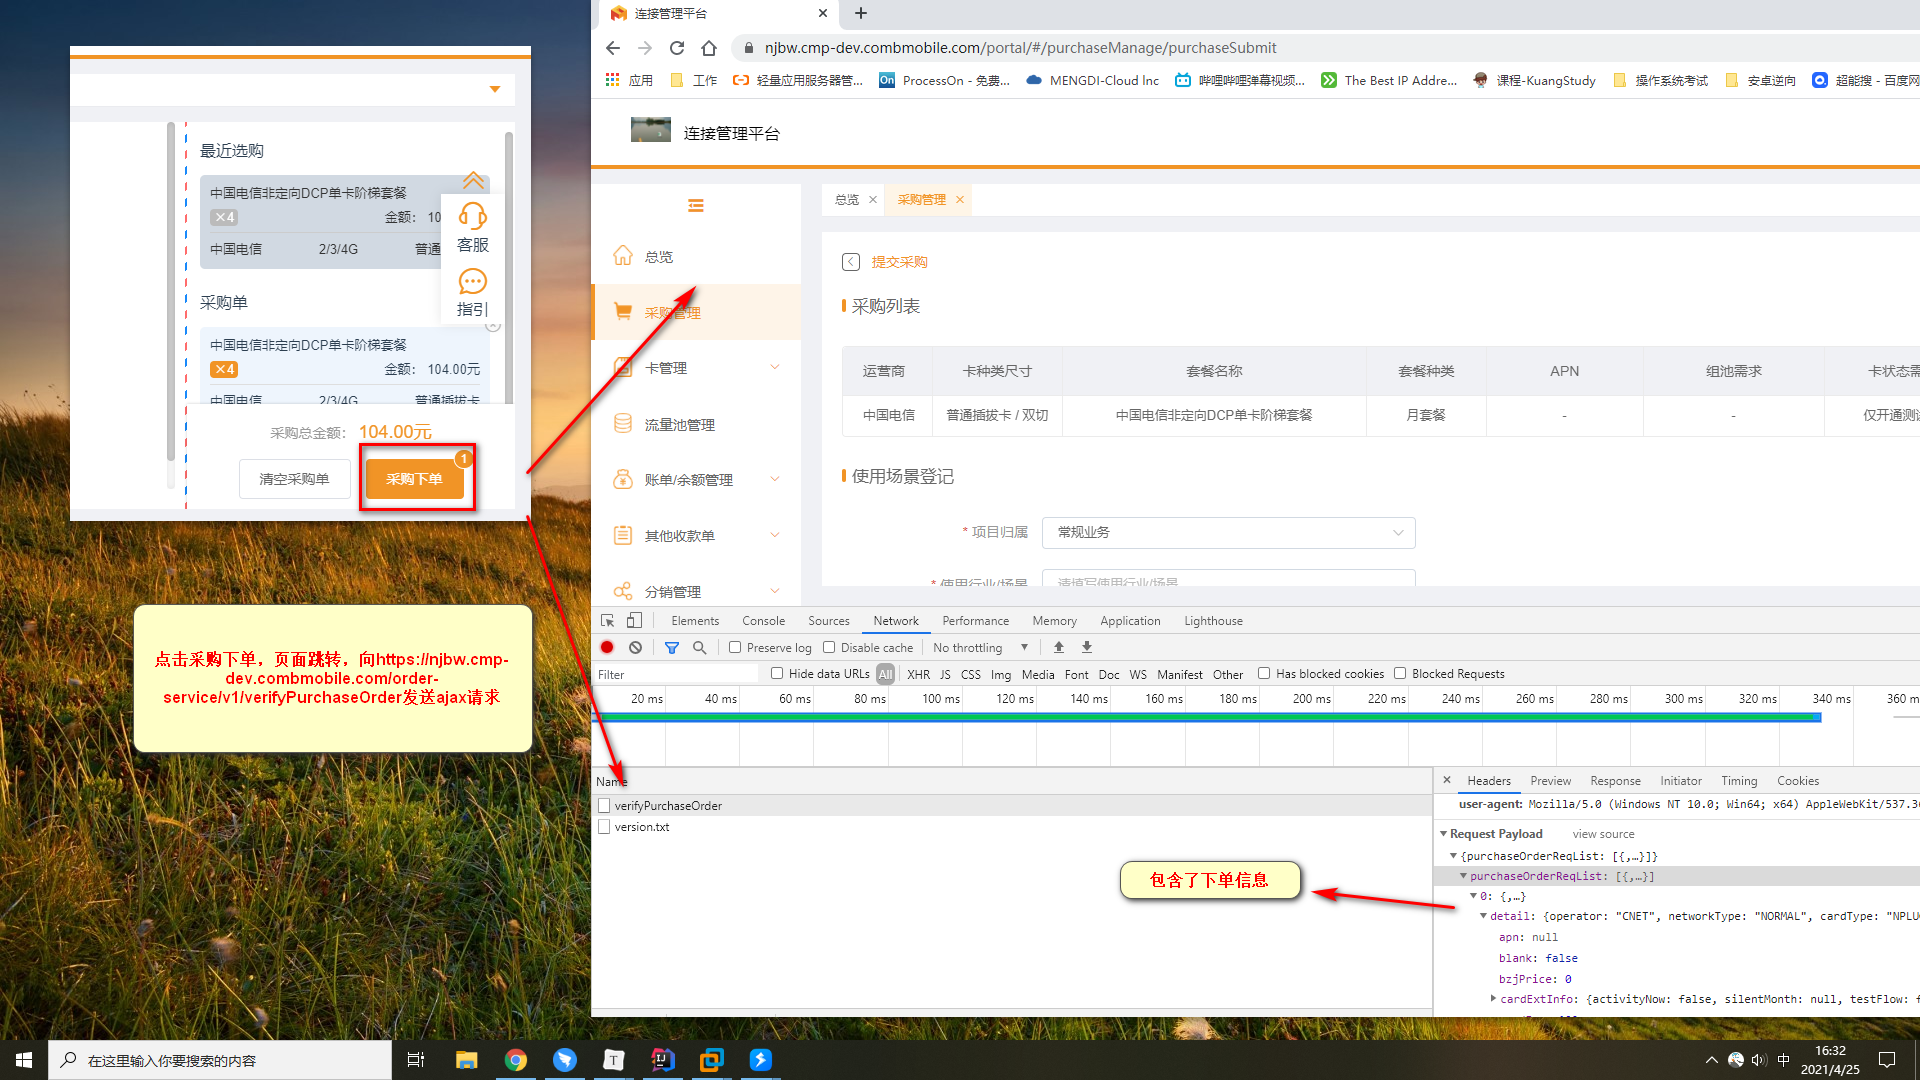 最近选购
中国电信非定向DCP单卡阶梯套餐
×4
金额： 10
中国电信
2/3/4G
普通
客服
指引
采购单
中国电信非定向DCP单卡阶梯套餐
×4
金额： 104.00元
中国电信
2/3/4G
普通插拔卡
采购总金额： 104.00元
清空采购单
采购下单
1
点击采购下单，页面跳转，向https://njbw.cmp-
dev.combmobile.com/order-
service/v1/verifyPurchaseOrder发送ajax请求
连接管理平台
njbw.cmp-dev.combmobile.com/portal/#/purchaseManage/purchaseSubmit
应用
工作
轻量应用服务器管...
ProcessOn - 免费...
MENGDI-Cloud Inc
哔哩哔哩弹幕视频...
The Best IP Addre...
课程-KuangStudy
操作系统考试
安卓逆向
超能搜 - 百度网
连接管理平台
总览
采购管理
卡管理
流量池管理
账单/余额管理
其他收款单
分销管理
总览
采购管理
提交采购
采购列表
运营商
卡种类尺寸
套餐名称
套餐种类
APN
组池需求
卡状态需
中国电信
普通插拔卡 / 双切
中国电信非定向DCP单卡阶梯套餐
月套餐
-
-
仅开通测试
使用场景登记
* 项目归属
常规业务
* 使用行业/场景
请填写使用行业/场景
Elements
Console
Sources
Network
Performance
Memory
Application
Lighthouse
Preserve log
Disable cache
No throttling
Filter
Hide data URLs
All
XHR
JS
CSS
Img
Media
Font
Doc
WS
Manifest
Other
Has blocked cookies
Blocked Requests
20 ms
40 ms
60 ms
80 ms
100 ms
120 ms
140 ms
160 ms
180 ms
200 ms
220 ms
240 ms
260 ms
280 ms
300 ms
320 ms
340 ms
360 m
Name
verifyPurchaseOrder
version.txt
包含了下单信息
Headers
Preview
Response
Initiator
Timing
Cookies
user-agent: Mozilla/5.0 (Windows NT 10.0; Win64; x64) AppleWebKit/537.36
Request Payload
view source
{purchaseOrderReqList: [{,…}]}
purchaseOrderReqList: [{,…}]
0: {,…}
detail: {operator: "CNET", networkType: "NORMAL", cardType: "NPLU
apn: null
blank: false
bzjPrice: 0
cardExtInfo: {activityNow: false, silentMonth: null, testFlow: f
在这里输入你要搜索的内容
中
16:32
2021/4/25